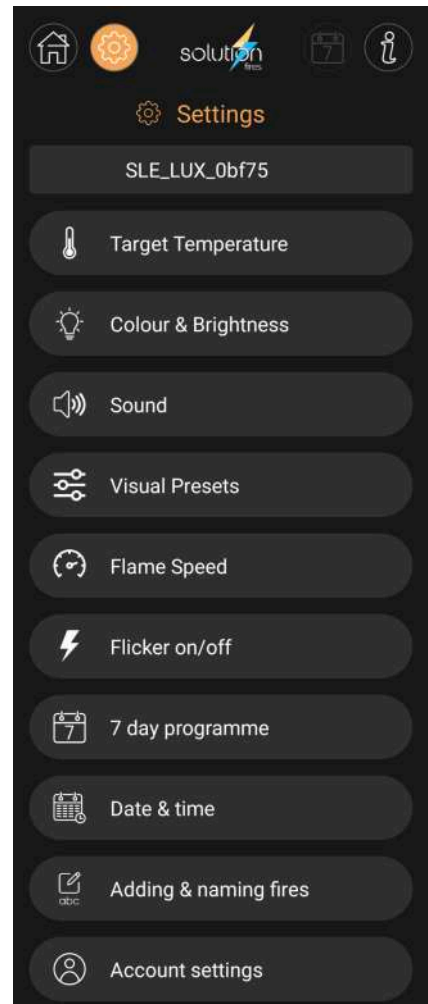 7
i
solution
fires
Settings
SLE_LUX_0bf75
Target Temperature
Colour & Brightness
Sound
Visual Presets
Flame Speed
Flicker on/off
7
7 day programme
Date & time
abc
Adding & naming fires
Account settings